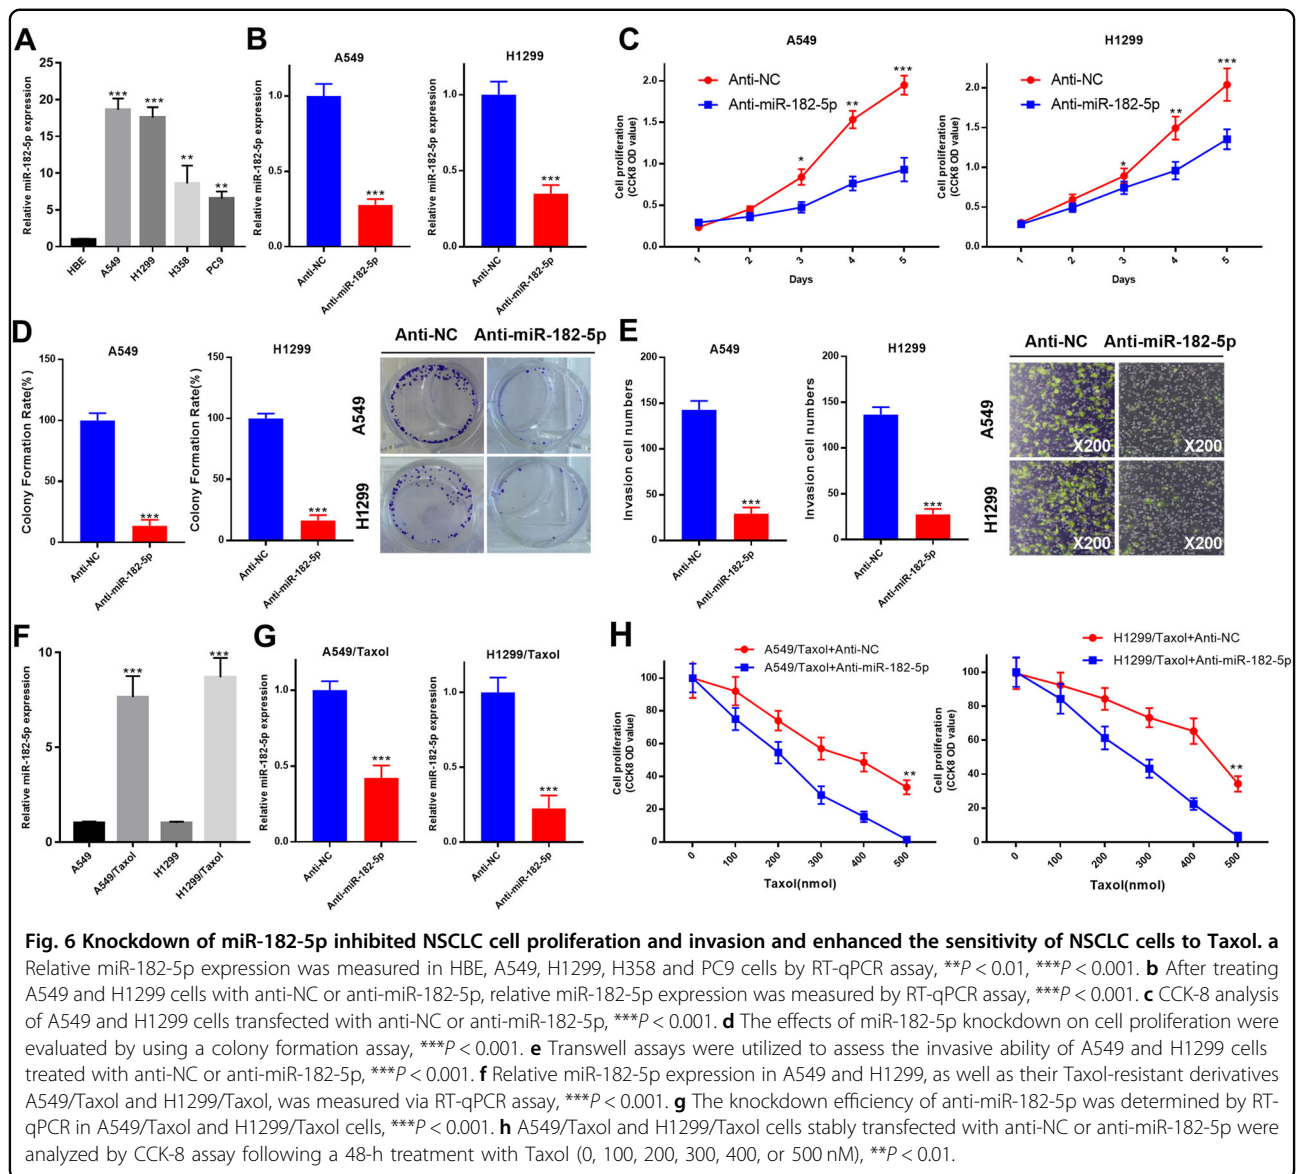 A
Relative miR-182-5p expression
25
20
15
10
5
0
***
***
**
**
HBE
A549
H1299
H358
PC9
B
A549
Relative miR-182-5p expression
1.0
0.5
0.0
***
Anti-NC
Anti-miR-182-5p
H1299
Relative miR-182-5p expression
1.0
0.5
0.0
***
Anti-NC
Anti-miR-182-5p
C
A549
Anti-NC
Anti-miR-182-5p
Cell proliferation
(CCK8 OD value)
2.0
1.5
1.0
0.5
0.0
*
**
***
1
2
3
4
5
Days
H1299
Anti-NC
Anti-miR-182-5p
Cell proliferation
(CCK8 OD value)
2.0
1.5
1.0
0.5
0.0
*
**
***
1
2
3
4
5
Days
D
A549
Colony Formation Rate(%)
150
100
50
0
***
Anti-NC
Anti-miR-182-5p
H1299
Colony Formation Rate(%)
150
100
50
0
***
Anti-NC
Anti-miR-182-5p
Anti-NC Anti-miR-182-5p
A549
H1299
E
A549
Invasion cell numbers
200
150
100
50
0
***
Anti-NC
Anti-miR-182-5p
H1299
Invasion cell numbers
200
150
100
50
0
***
Anti-NC
Anti-miR-182-5p
Anti-NC Anti-miR-182-5p
A549
X200
X200
H1299
X200
X200
F
Relative miR-182-5p expression
10
5
0
***
***
A549
A549/Taxol
H1299
H1299/Taxol
G
A549/Taxol
Relative miR-182-5p expression
1.0
0.5
0.0
***
Anti-NC
Anti-miR-182-5p
H1299/Taxol
Relative miR-182-5p expression
1.0
0.5
0.0
***
Anti-NC
Anti-miR-182-5p
H
A549/Taxol+Anti-NC
A549/Taxol+Anti-miR-182-5p
Cell proliferation
(CCK8 OD value)
100
80
60
40
20
0
**
0
100
200
300
400
500
Taxol(nmol)
H1299/Taxol+Anti-NC
H1299/Taxol+Anti-miR-182-5p
Cell proliferation
(CCK8 OD value)
100
80
60
40
20
0
**
0
100
200
300
400
500
Taxol(nmol)
Fig. 6 Knockdown of miR-182-5p inhibited NSCLC cell proliferation and invasion and enhanced the sensitivity of NSCLC cells to Taxol. a
Relative miR-182-5p expression was measured in HBE, A549, H1299, H358 and PC9 cells by RT-qPCR assay, **P < 0.01, ***P < 0.001. b After treating
A549 and H1299 cells with anti-NC or anti-miR-182-5p, relative miR-182-5p expression was measured by RT-qPCR assay, ***P < 0.001. c CCK-8 analysis
of A549 and H1299 cells transfected with anti-NC or anti-miR-182-5p, ***P < 0.001. d The effects of miR-182-5p knockdown on cell proliferation were
evaluated by using a colony formation assay, ***P < 0.001. e Transwell assays were utilized to assess the invasive ability of A549 and H1299 cells
treated with anti-NC or anti-miR-182-5p, ***P < 0.001. f Relative miR-182-5p expression in A549 and H1299, as well as their Taxol-resistant derivatives
A549/Taxol and H1299/Taxol, was measured via RT-qPCR assay, ***P < 0.001. g The knockdown efficiency of anti-miR-182-5p was determined by RT-
qPCR in A549/Taxol and H1299/Taxol cells, ***P < 0.001. h A549/Taxol and H1299/Taxol cells stably transfected with anti-NC or anti-miR-182-5p were
analyzed by CCK-8 assay following a 48-h treatment with Taxol (0, 100, 200, 300, 400, or 500 nM), **P < 0.01.